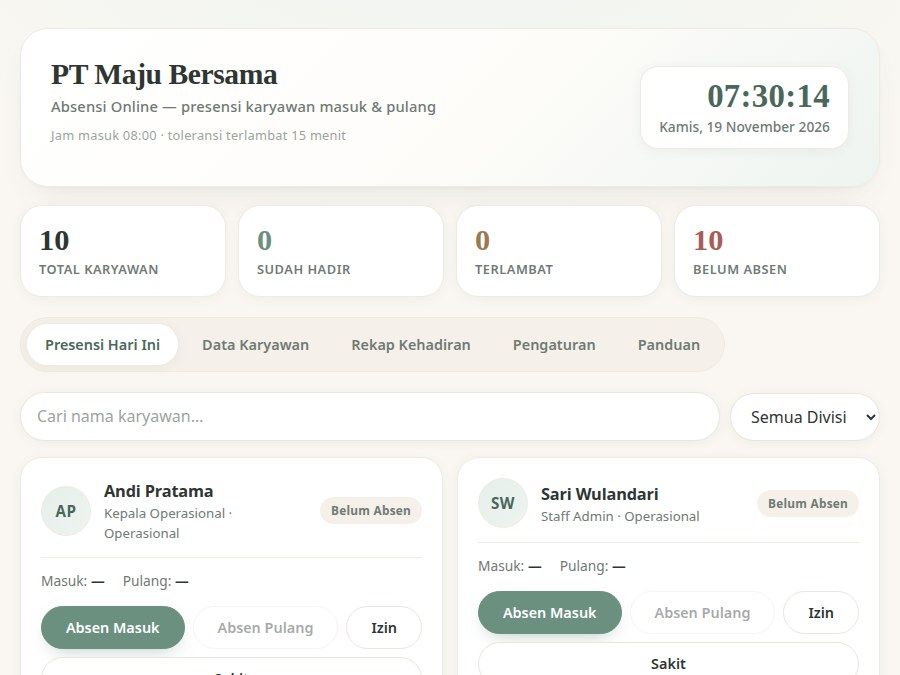 PT Maju Bersama
Absensi Online — presensi karyawan masuk & pulang
Jam masuk 08:00 · toleransi terlambat 15 menit
07:30:14
Kamis, 19 November 2026
10
TOTAL KARYAWAN
0
SUDAH HADIR
0
TERLAMBAT
10
BELUM ABSEN
Presensi Hari Ini
Data Karyawan
Rekap Kehadiran
Pengaturan
Panduan
Cari nama karyawan...
Semua Divisi
AP
Andi Pratama
Kepala Operasional ·
Operasional
Belum Absen
Masuk: — Pulang: —
Absen Masuk
Absen Pulang
Izin
SW
Sari Wulandari
Staff Admin · Operasional
Belum Absen
Masuk: — Pulang: —
Absen Masuk
Absen Pulang
Izin
Sakit